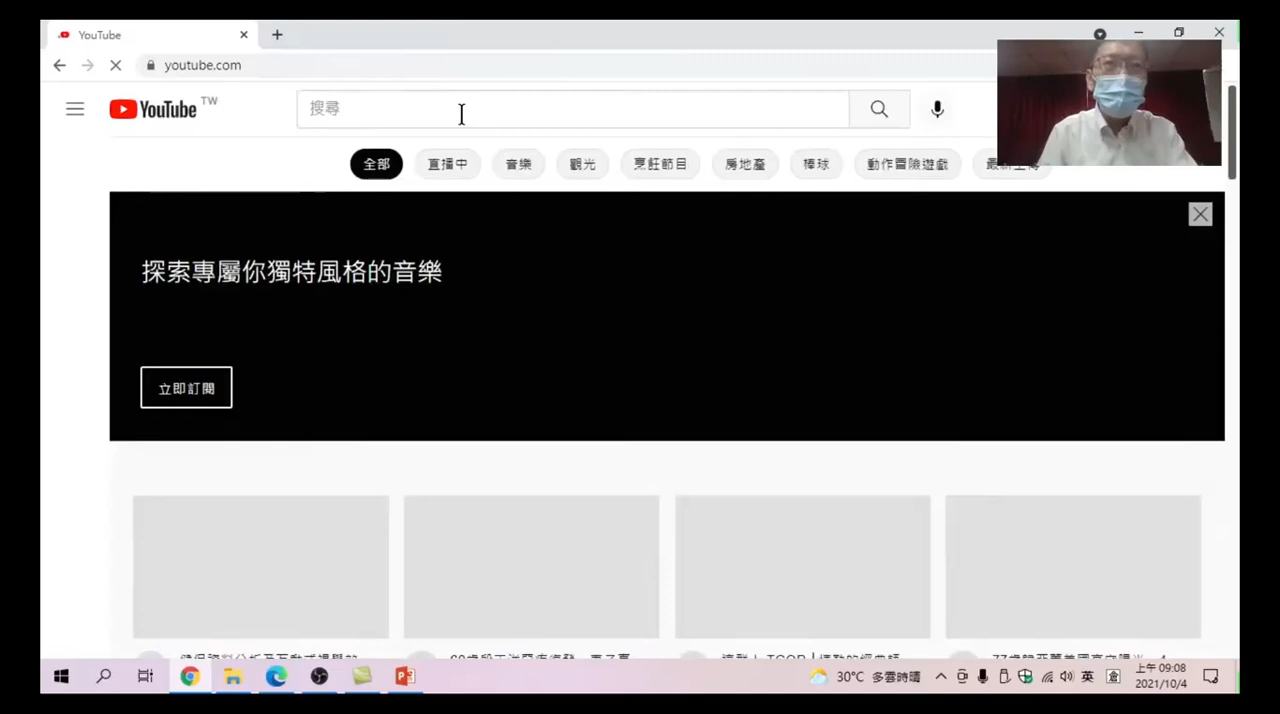 YouTube
youtube.com
YouTube TW
搜尋
全部 直播中 音樂 觀光 烹飪節目 房地產 棒球 動作冒險遊戲
探索專屬你獨特風格的音樂
立即訂閱
30°C 多雲時晴 英 倉 上午 09:08
2021/10/4